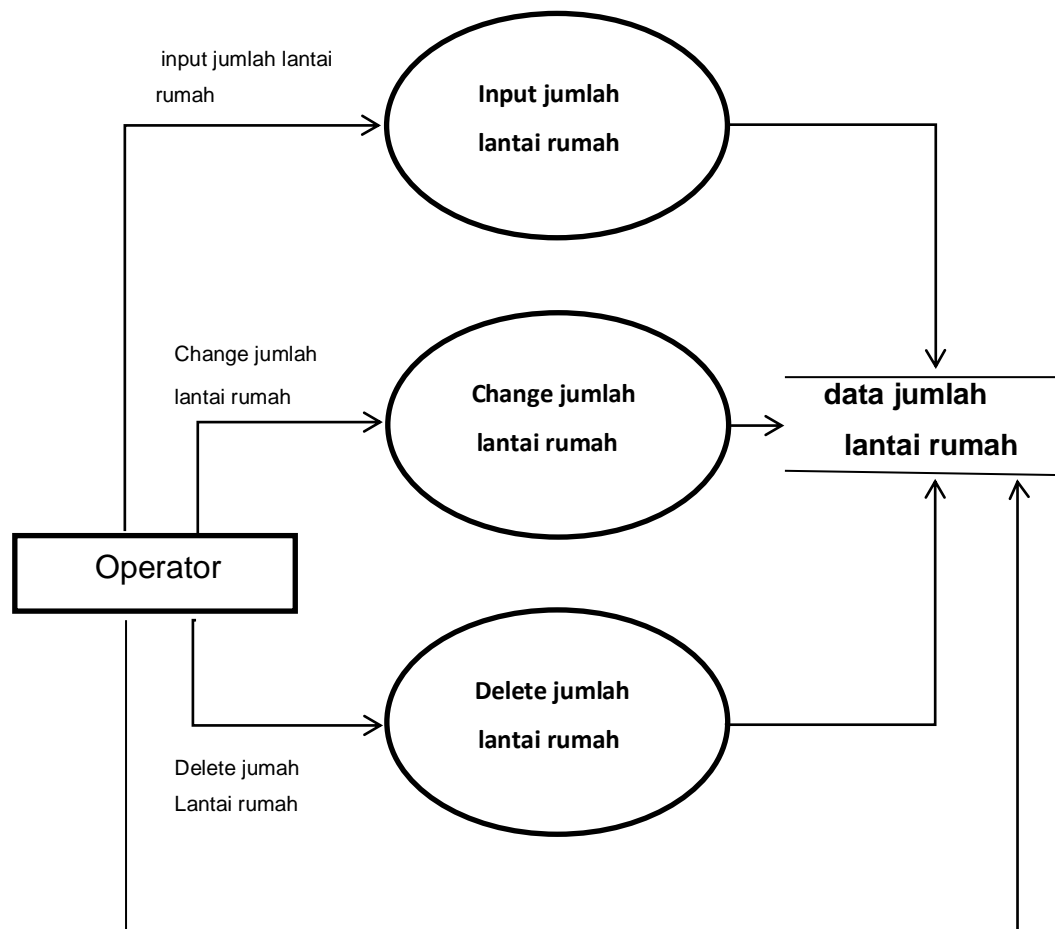 input jumlah lantai
rumah
Input jumlah
lantai rumah
Change jumlah
lantai rumah
Change jumlah
lantai rumah
data jumlah
lantai rumah
Operator
Delete jumlah
lantai rumah
Delete jumah
Lantai rumah